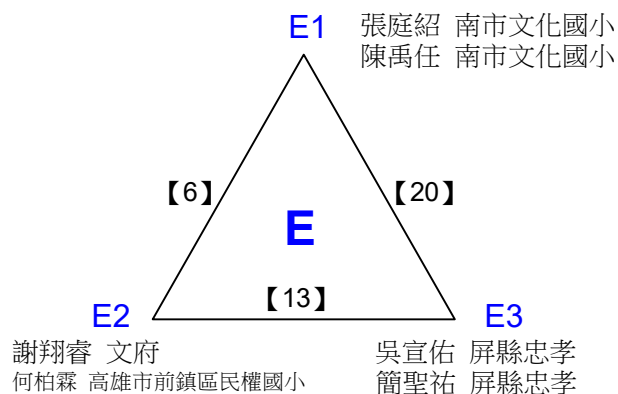 E1
張庭紹 南市文化國小
陳禹任 南市文化國小
【6】
【20】
E
【13】
E2
E3
謝翔睿 文府
何柏霖 高雄市前鎮區民權國小
吳宣佑 屏縣忠孝
簡聖祐 屏縣忠孝